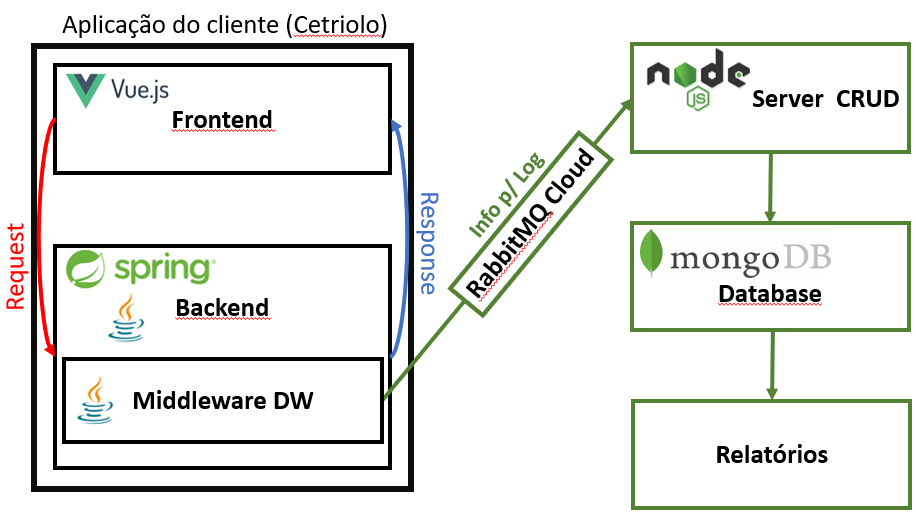 Aplicação do cliente (Cetriolo)
Vue.js
Frontend
Request
Response
spring
Backend
Middleware DW
Info p/ Log
RabbitMQ Cloud
node
JS
Server CRUD
mongoDB
Database
Relatórios